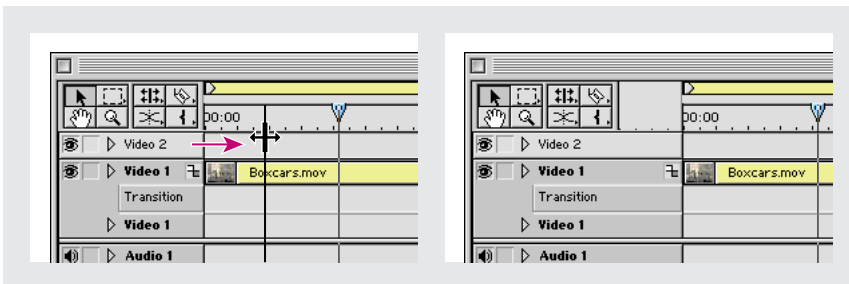 00:00
Video 2
Video 1
Boxcars.mov
Transition
Video 1
Audio 1
00:00
Video 2
Video 1
Boxcars.mov
Transition
Video 1
Audio 1